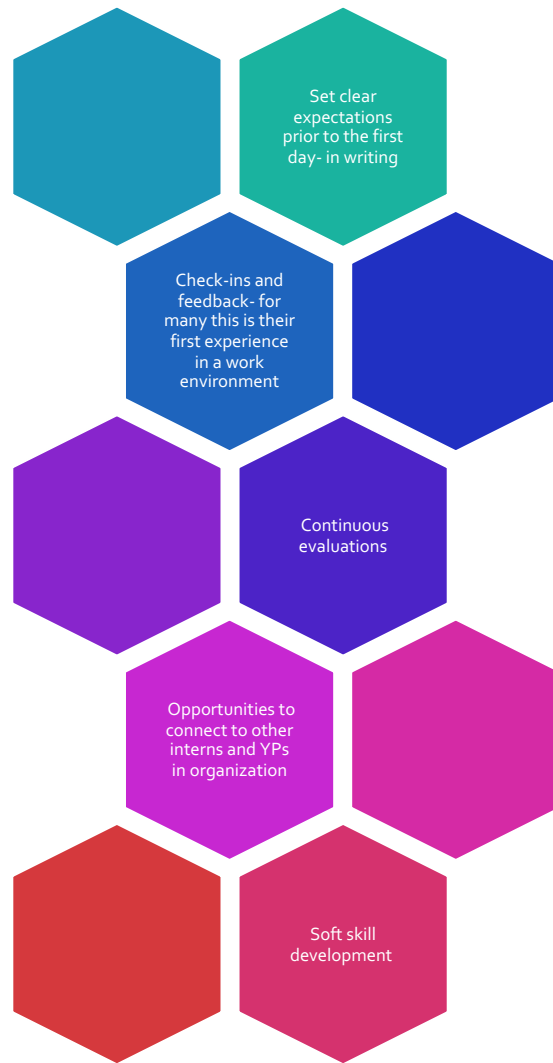 Set clear
expectations
prior to the first
day- in writing
Check-ins and
feedback- for
many this is their
first experience
in a work
environment
Continuous
evaluations
Opportunities to
connect to other
interns and YPs
in organization
Soft skill
development